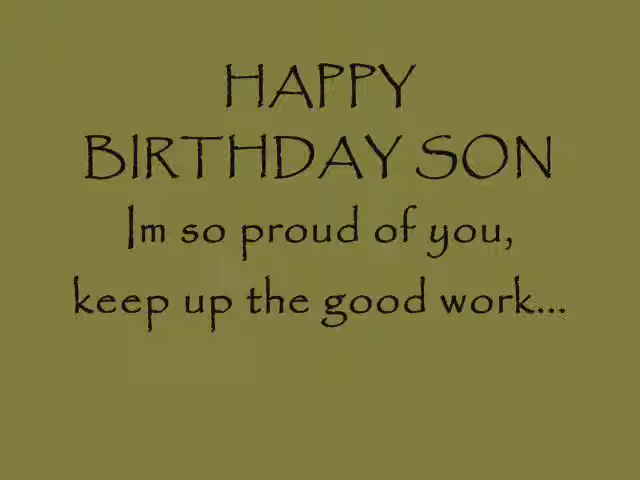 HAPPY
BIRTHDAY SON
Im so proud of you,
keep up the good work...